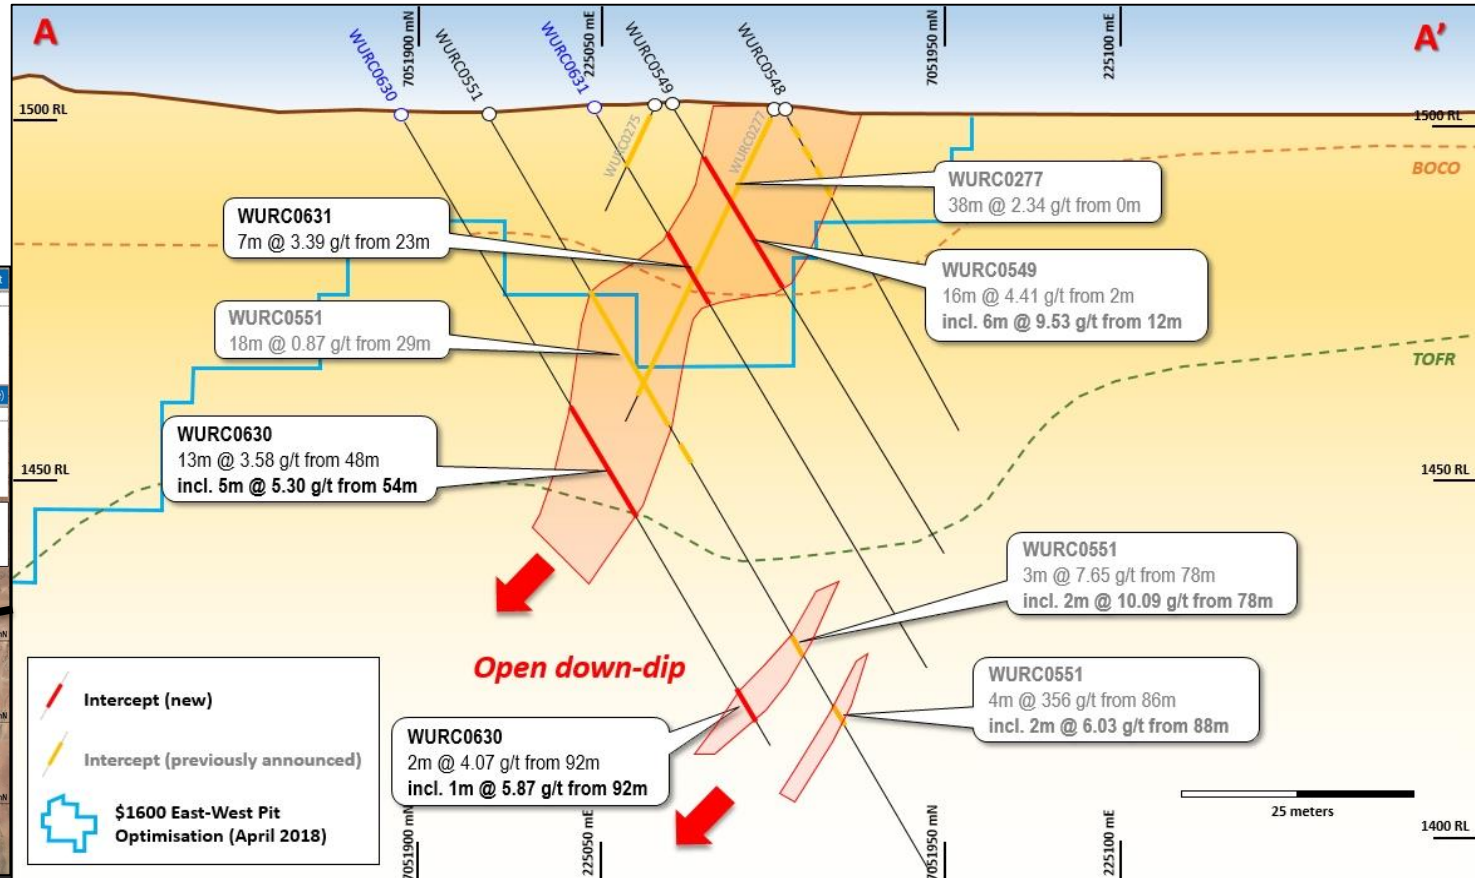 A
A'
WURC0630
WURC0551
7051900 mN
WURC0631
225050 mE
WURC0549
WURC0548
7051950 mN
225100 mE
1500 RL
1500 RL
WURC0275
WURC0277
BOCO
WURC0277
38m @ 2.34 g/t from 0m
WURC0631
7m @ 3.39 g/t from 23m
WURC0549
16m @ 4.41 g/t from 2m
incl. 6m @ 9.53 g/t from 12m
WURC0551
18m @ 0.87 g/t from 29m
TOFR
WURC0630
13m @ 3.58 g/t from 48m
incl. 5m @ 5.30 g/t from 54m
1450 RL
1450 RL
WURC0551
3m @ 7.65 g/t from 78m
incl. 2m @ 10.09 g/t from 78m
Open down-dip
WURC0551
4m @ 356 g/t from 86m
incl. 2m @ 6.03 g/t from 88m
WURC0630
2m @ 4.07 g/t from 92m
incl. 1m @ 5.87 g/t from 92m
Intercept (new)
Intercept (previously announced)
$1600 East-West Pit
Optimisation (April 2018)
25 meters
1400 RL
7051900 mN
225050 mE
7051950 mN
225100 mE